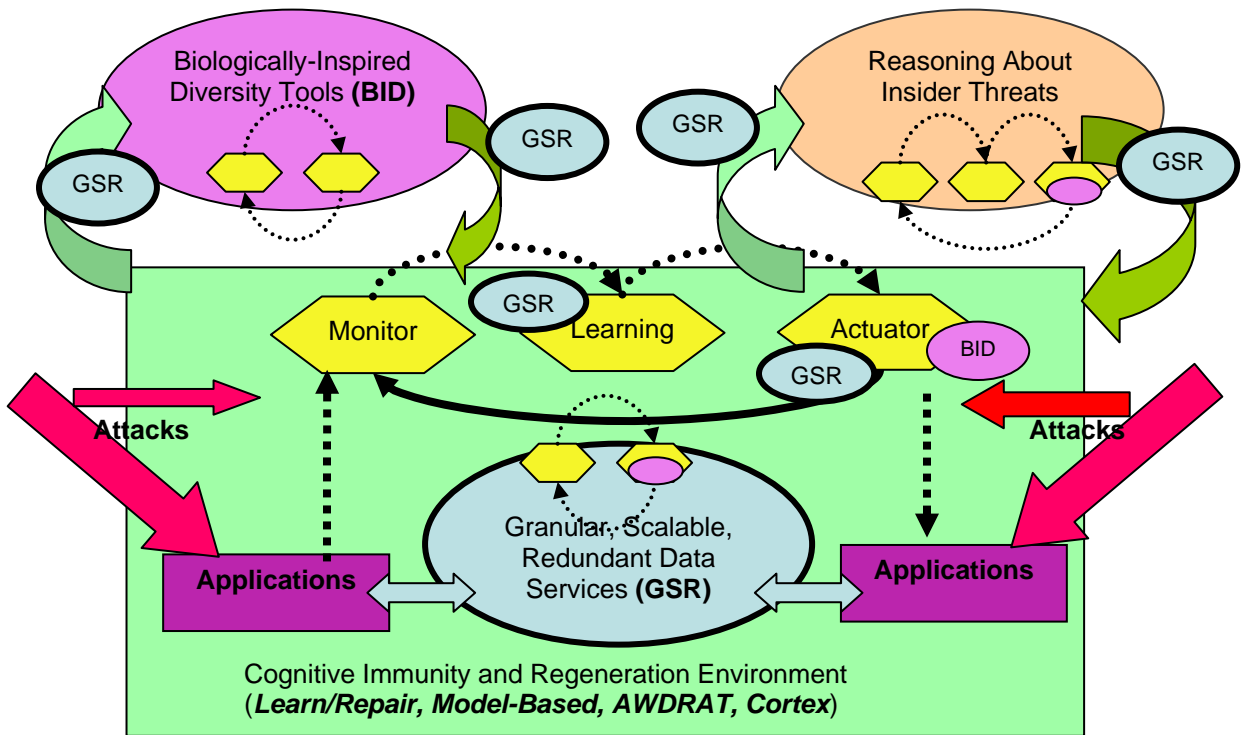 Biologically-Inspired
Diversity Tools (BID)
Reasoning About
Insider Threats
GSR
GSR
GSR
GSR
GSR
Monitor
Learning
Actuator
BID
GSR
Attacks
Attacks
Granular, Scalable,
Redundant Data
Services (GSR)
Applications
Applications
Cognitive Immunity and Regeneration Environment
(Learn/Repair, Model-Based, AWDRAT, Cortex)